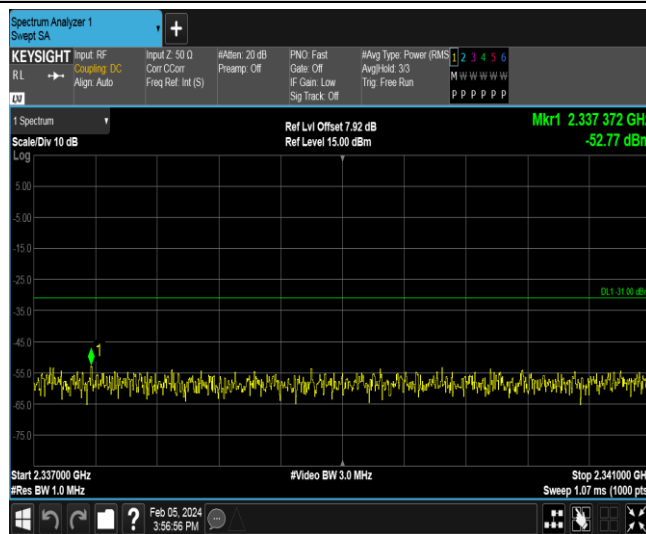 Spectrum Analyzer 1
Swept SA
+
KEYSIGHT Input: RF Input Z: 50 Ω #Atten: 20 dB PNO: Fast #Avg Type: Power (RMS 1 2 3 4 5 6
RL Coupling: DC Corr CCorr Preamp: Off Gate: Off Avg|Hold: 3/3 M W W W W W
Align: Auto Freq Ref: Int (S) IF Gain: Low Trig: Free Run
LXI Sig Track: Off P P P P P P
1 Spectrum Ref Lvl Offset 7.92 dB Mkr1 2.337 372 GH
Scale/Div 10 dB Ref Level 15.00 dBm -52.77 dBm
Log
5.00
-5.00
-15.0
-25.0
DL1 -31.00 dB
-35.0
-45.0
1
-55.0
-65.0
-75.0
Start 2.337000 GHz #Video BW 3.0 MHz Stop 2.341000 GH
#Res BW 1.0 MHz Sweep 1.07 ms (1000 pts
? Feb 05, 2024
3:56:56 PM